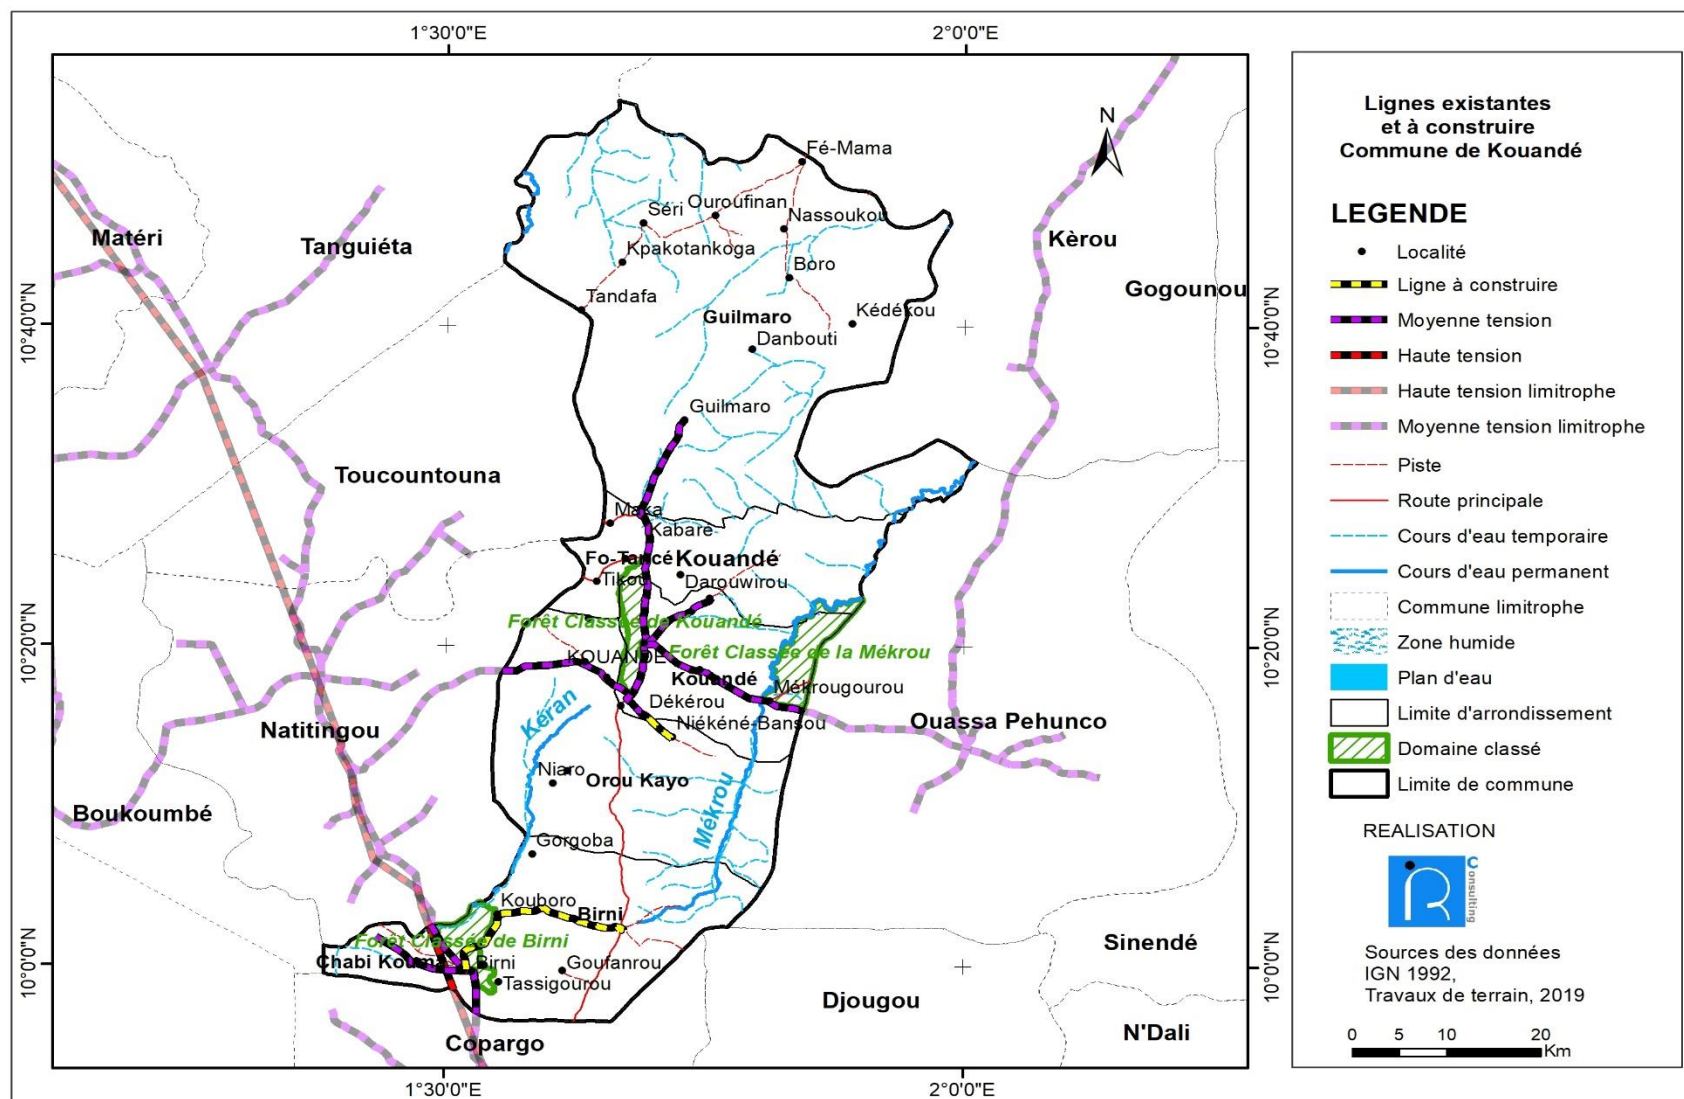 1°30'0"E
2°0'0"E
N
Fé-Mama
Séri
Ouroufinan
Nassoukou
Matéri
Tanguiéta
Kpakotankoga
Boro
Kèrou
Gogounou
Tandafa
Guilmaro
Kédékou
10°40'0"N
10°40'0"N
Danbouti
Guilmaro
Toucountouna
Maka
Kabare
Fo-Tancé
Kouandé
Tikou
Darouwirou
Forêt Classée de Kouandé
10°20'0"N
10°20'0"N
KOUANDE
Forêt Classée de la Mékrou
Kouandé
Mékrougourou
Kéran
Dékérou
Niékéné-Bansou
Ouassa Pehunco
Natitingou
Niaro
Orou Kayo
Boukoumbé
Mékrou
Gorgoba
Kouboro
Birni
Forêt Classée de Birni
Sinendé
10°0'0"N
10°0'0"N
Chabi Kouma
Birni
Goufanrou
Tassigourou
Djougou
N'Dali
Copargo
1°30'0"E
2°0'0"E
Lignes existantes
et à construire
Commune de Kouandé
LEGENDE
Localité
Ligne à construire
Moyenne tension
Haute tension
Haute tension limitrophe
Moyenne tension limitrophe
Piste
Route principale
Cours d'eau temporaire
Cours d'eau permanent
Commune limitrophe
Zone humide
Plan d'eau
Limite d'arrondissement
Domaine classé
Limite de commune
REALISATION
IR
Consulting
Sources des données
IGN 1992,
Travaux de terrain, 2019
0 5 10 20
Km